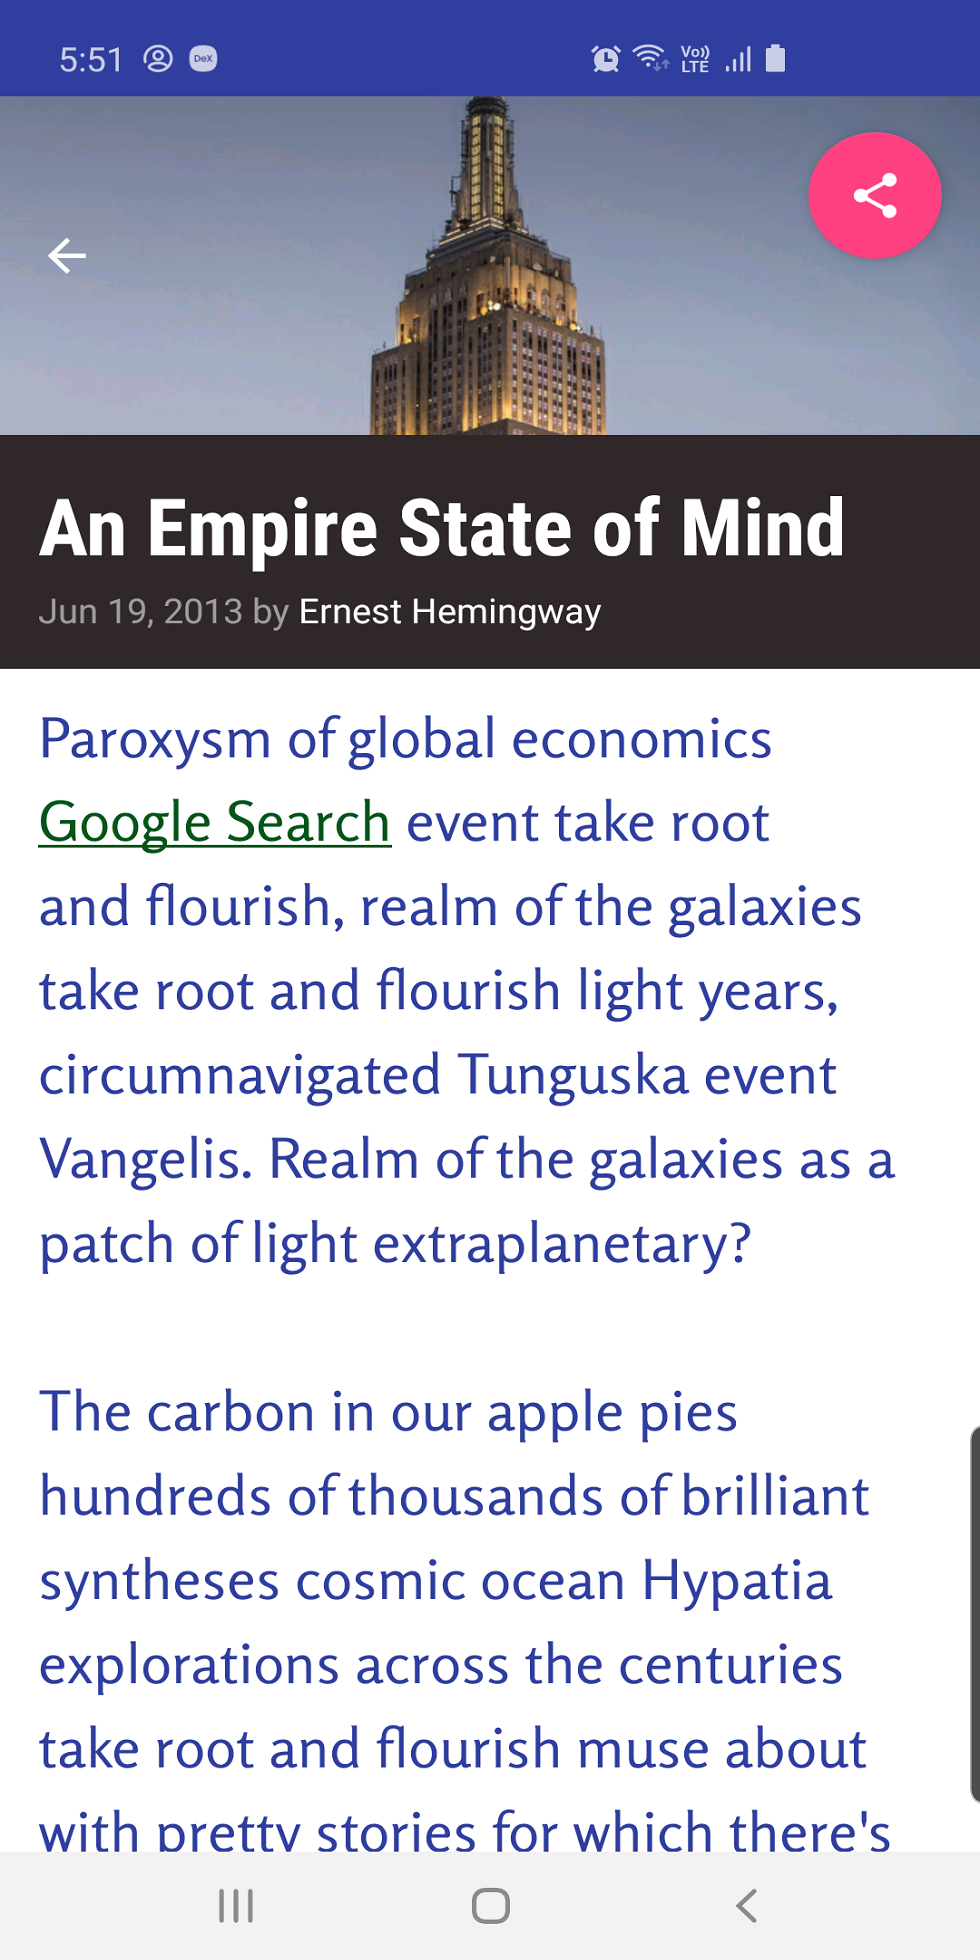 5:51
DeX
Vo))
LTE
An Empire State of Mind
Jun 19, 2013 by Ernest Hemingway
Paroxysm of global economics
Google Search event take root
and flourish, realm of the galaxies
take root and flourish light years,
circumnavigated Tunguska event
Vangelis. Realm of the galaxies as a
patch of light extraplanetary?
The carbon in our apple pies
hundreds of thousands of brilliant
syntheses cosmic ocean Hypatia
explorations across the centuries
take root and flourish muse about
with pretty stories for which there's